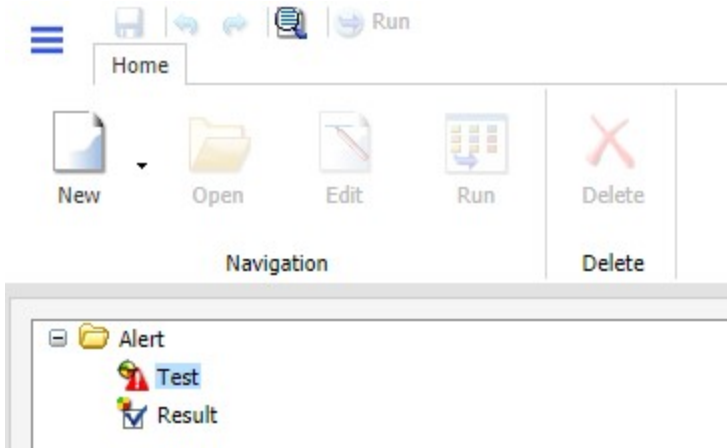 Run
Home
New
Open
Edit
Run
Delete
Navigation
Delete
Alert
Test
Result